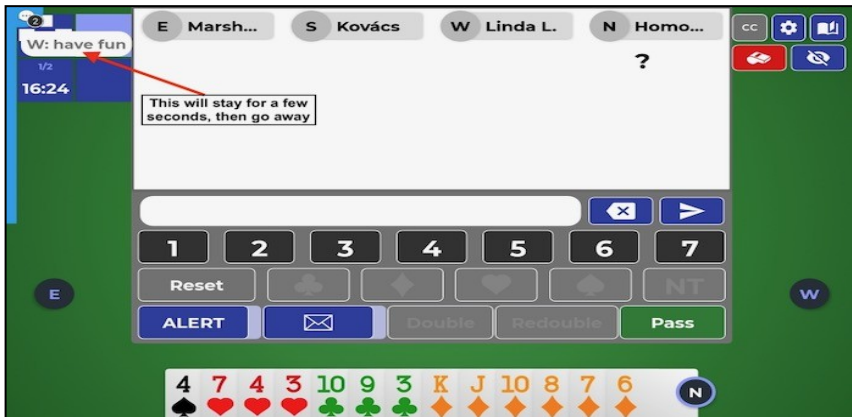 2
W: have fun
1/2
16:24
E Marsh...
S Kovács
W Linda L.
N Homo...
?
CC
This will stay for a few
seconds, then go away
1 2 3 4 5 6 7
Reset
NT
ALERT
Double
Redouble
Pass
E
W
4 7 4 3 10 9 3 K J 10 8 7 6
N